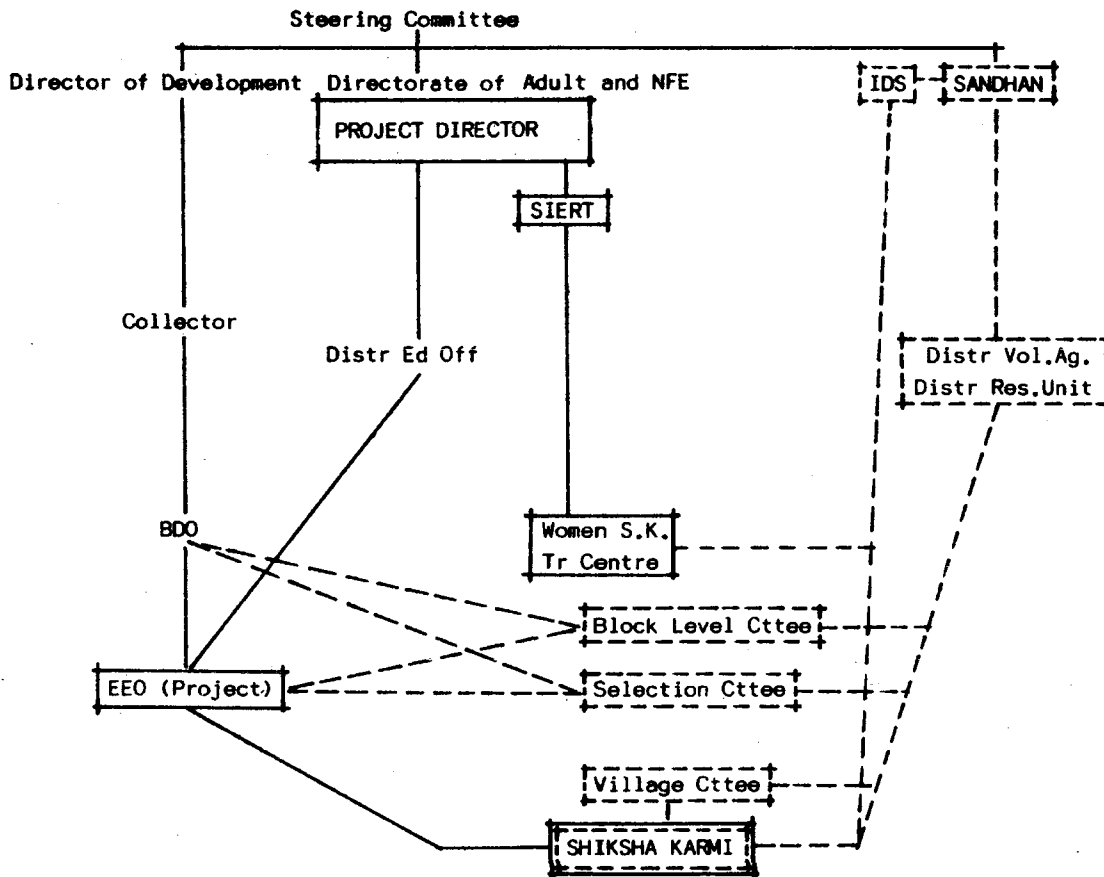 Steering Committee
Director of Development Directorate of Adult and NFE
IDS
SANDHAN
PROJECT DIRECTOR
SIERT
Collector
Distr Ed Off
Distr Vol.Ag.
Distr Res.Unit
BDO
Women S.K.
Tr Centre
Block Level Cttee
EEO (Project)
Selection Cttee
Village Cttee
SHIKSHA KARMI